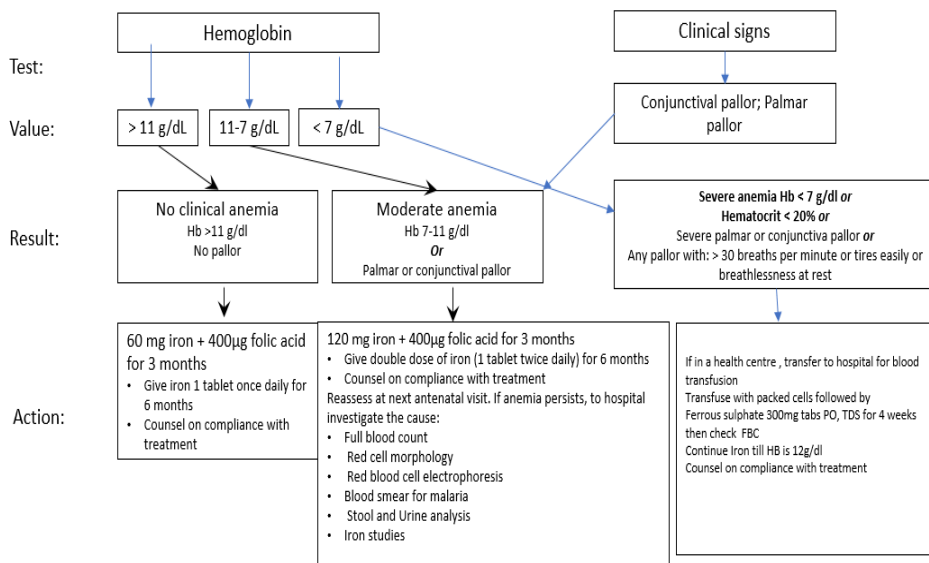 Hemoglobin
Clinical signs
Test:
Conjunctival pallor; Palmar
pallor
Value:
> 11 g/dL
11-7 g/dL
< 7 g/dL
Result:
No clinical anemia
Hb >11 g/dl
No pallor
Moderate anemia
Hb 7-11 g/dl
Or
Palmar or conjunctival pallor
Severe anemia Hb < 7 g/dl or
Hematocrit < 20% or
Severe palmar or conjunctiva pallor or
Any pallor with: > 30 breaths per minute or tires easily or
breathlessness at rest
Action:
60 mg iron + 400µg folic acid
for 3 months
• Give iron 1 tablet once daily for
6 months
• Counsel on compliance with
treatment
120 mg iron + 400µg folic acid for 3 months
• Give double dose of iron (1 tablet twice daily) for 6 months
• Counsel on compliance with treatment
Reassess at next antenatal visit. If anemia persists, to hospital
investigate the cause:
• Full blood count
• Red cell morphology
• Red blood cell electrophoresis
• Blood smear for malaria
• Stool and Urine analysis
• Iron studies
If in a health centre , transfer to hospital for blood
transfusion
Transfuse with packed cells followed by
Ferrous sulphate 300mg tabs PO, TDS for 4 weeks
then check FBC
Continue Iron till HB is 12g/dl
Counsel on compliance with treatment